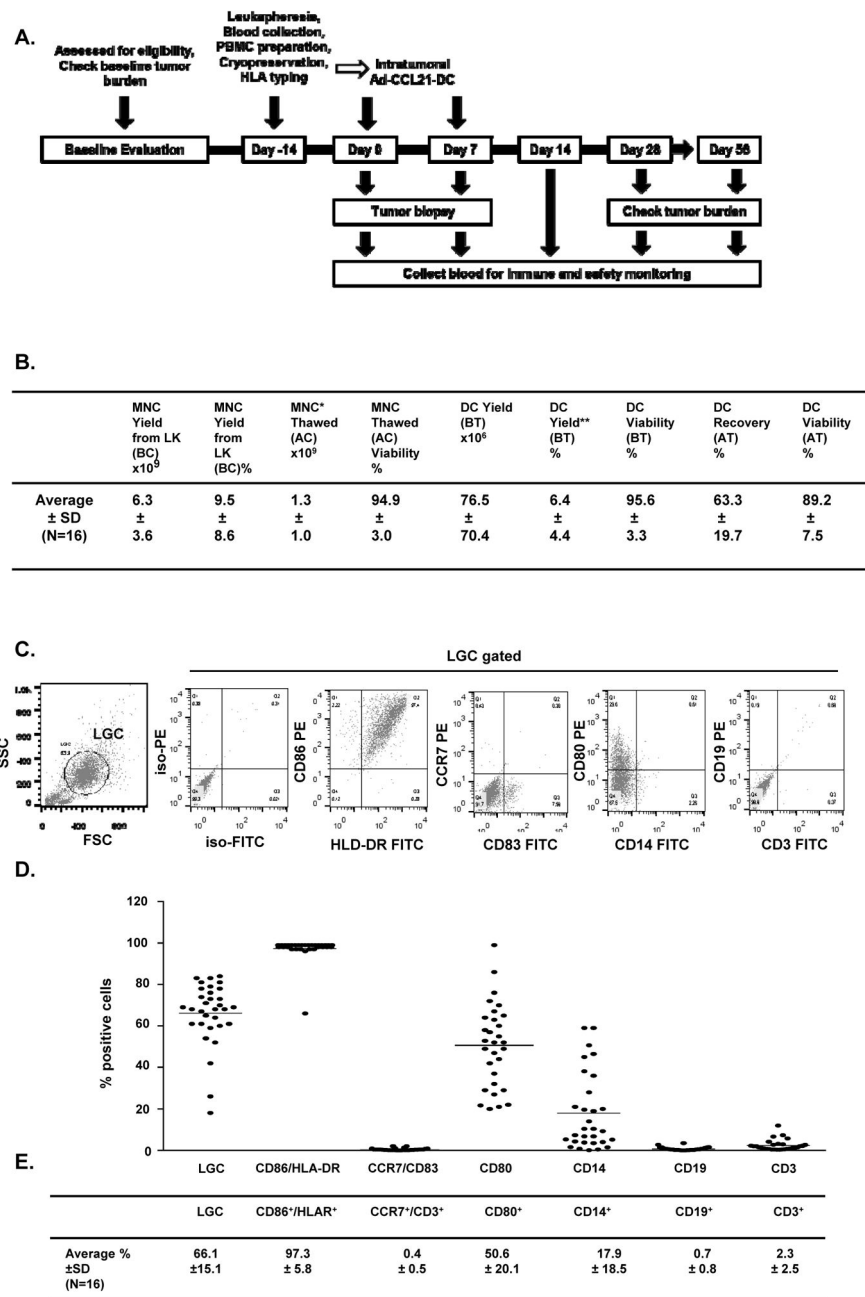 A.
Assessed for eligibility,
Check baseline tumor
burden
Leukapheresis,
Blood collection,
PBMC preparation,
Cryopreservation,
HLA typing
Intratumoral
Ad-CCL21-DC
Baseline Evaluation
Day -14
Day 0
Day 7
Day 14
Day 28
Day 56
Tumor biopsy
Check tumor burden
Collect blood for immune and safety monitoring
B.
MNC Yield from LK (BC) x10⁹
MNC Yield from LK (BC)%
MNC* Thawed (AC) x10⁹
MNC Thawed (AC) Viability %
DC Yield (BT) x10⁶
DC Yield** (BT) %
DC Viability (BT) %
DC Recovery (AT) %
DC Viability (AT) %
Average 6.3 9.5 1.3 94.9 76.5 6.4 95.6 63.3 89.2
± SD ± ± ± ± ± ± ± ± ±
(N=16) 3.6 8.6 1.0 3.0 70.4 4.4 3.3 19.7 7.5
C.
LGC gated
SSC
LGC
FSC
iso-PE
iso-FITC
CD86 PE
HLD-DR FITC
CCR7 PE
CD83 FITC
CD80 PE
CD14 FITC
CD19 PE
CD3 FITC
D.
% positive cells
100
80
60
40
20
0
LGC CD86/HLA-DR CCR7/CD83 CD80 CD14 CD19 CD3
E.
LGC CD86⁺/HLAR⁺ CCR7⁺/CD3⁺ CD80⁺ CD14⁺ CD19⁺ CD3⁺
Average % 66.1 97.3 0.4 50.6 17.9 0.7 2.3
±SD ±15.1 ± 5.8 ± 0.5 ± 20.1 ± 18.5 ± 0.8 ± 2.5
(N=16)